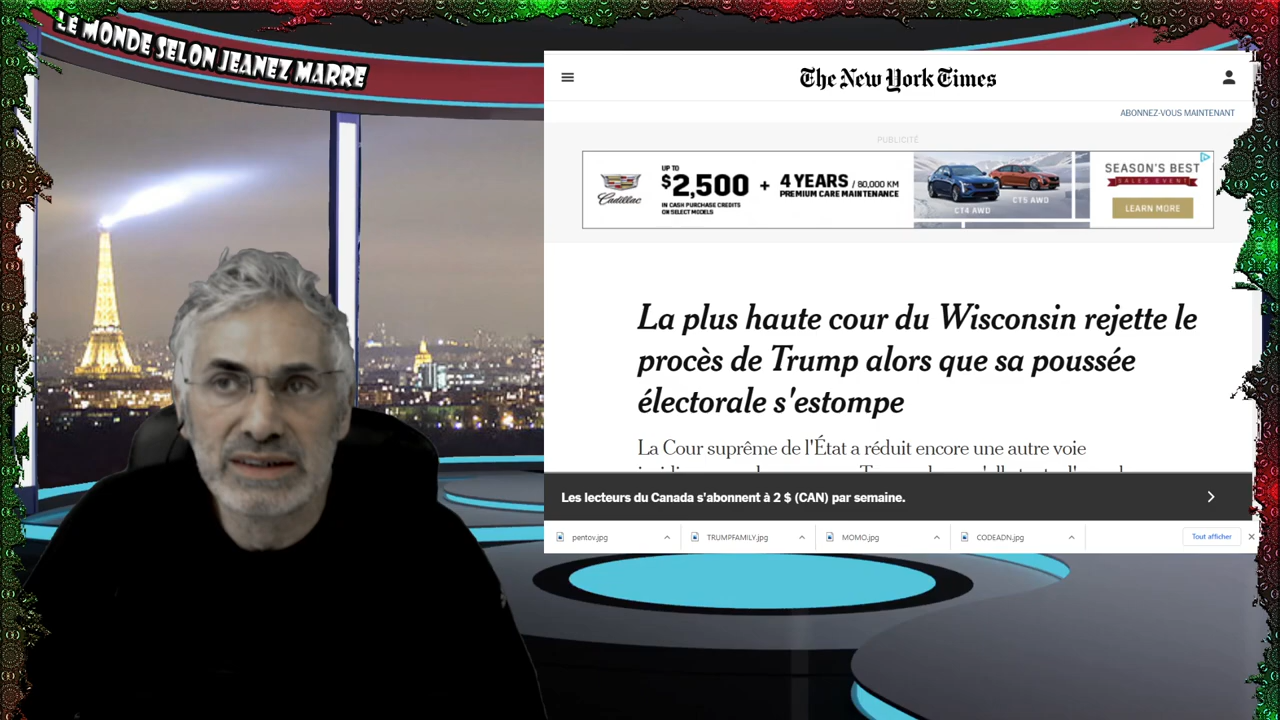 LE MONDE SELON JEANEZ MARRE
The New York Times
ABONNEZ-VOUS MAINTENANT
PUBLICITÉ
Cadillac
UP TO
$2,500
IN CASH PURCHASE CREDITS
ON SELECT MODELS
+
4 YEARS / 80,000 KM
PREMIUM CARE MAINTENANCE
CT4 AWD
CT5 AWD
SEASON'S BEST
SALES EVENT
LEARN MORE
La plus haute cour du Wisconsin rejette le
procès de Trump alors que sa poussée
électorale s'estompe
La Cour suprême de l'État a réduit encore une autre voie
Les lecteurs du Canada s'abonnent à 2 $ (CAN) par semaine.
pentov.jpg
TRUMPFAMILY.jpg
MOMO.jpg
CODEADN.jpg
Tout afficher